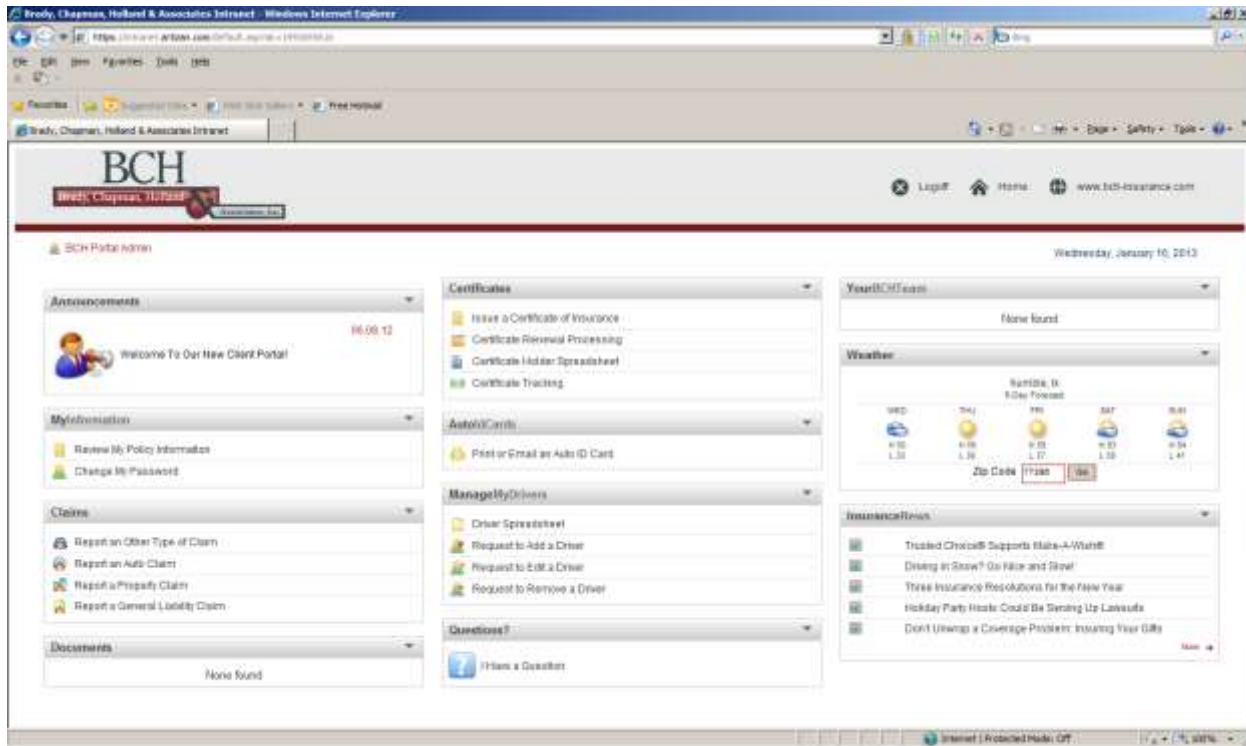 Brady, Chapman, Holland & Associates Intranet - Windows Internet Explorer
Favorites Tools Help
Favorites
Free Hotmail
Brady, Chapman, Holland & Associates Intranet
Page Safety Tools
BCH
Brady, Chapman, Holland
Associates, Inc.
Logoff Home www.bch-insurance.com
BCH Portal Admin
Wednesday, January 16, 2013
Announcements
06.08.12
Welcome To Our New Client Portal!
MyInformation
Review My Policy Information
Change My Password
Claims
Report an Other Type of Claim
Report an Auto Claim
Report a Property Claim
Report a General Liability Claim
Documents
None found
Certificates
Issue a Certificate of Insurance
Certificate Renewal Processing
Certificate Holder Spreadsheet
Certificate Tracking
AutoIdCards
Print or Email an Auto ID Card
ManageMyDrivers
Driver Spreadsheet
Request to Add a Driver
Request to Edit a Driver
Request to Remove a Driver
Questions?
I Have a Question
YourBCHTeam
None found
Weather
5-Day Forecast
WED THU FRI SAT SUN
Zip Code
InsuranceNews
Trusted Choice® Supports Make-A-Wish®
Driving in Snow? Go Nice and Slow!
Three Insurance Resolutions for the New Year
Holiday Party Hosts Could Be Serving Up Lawsuits
Don't Unwrap a Coverage Problem: Insuring Your Gifts
More
Internet | Protected Mode: Off
100%